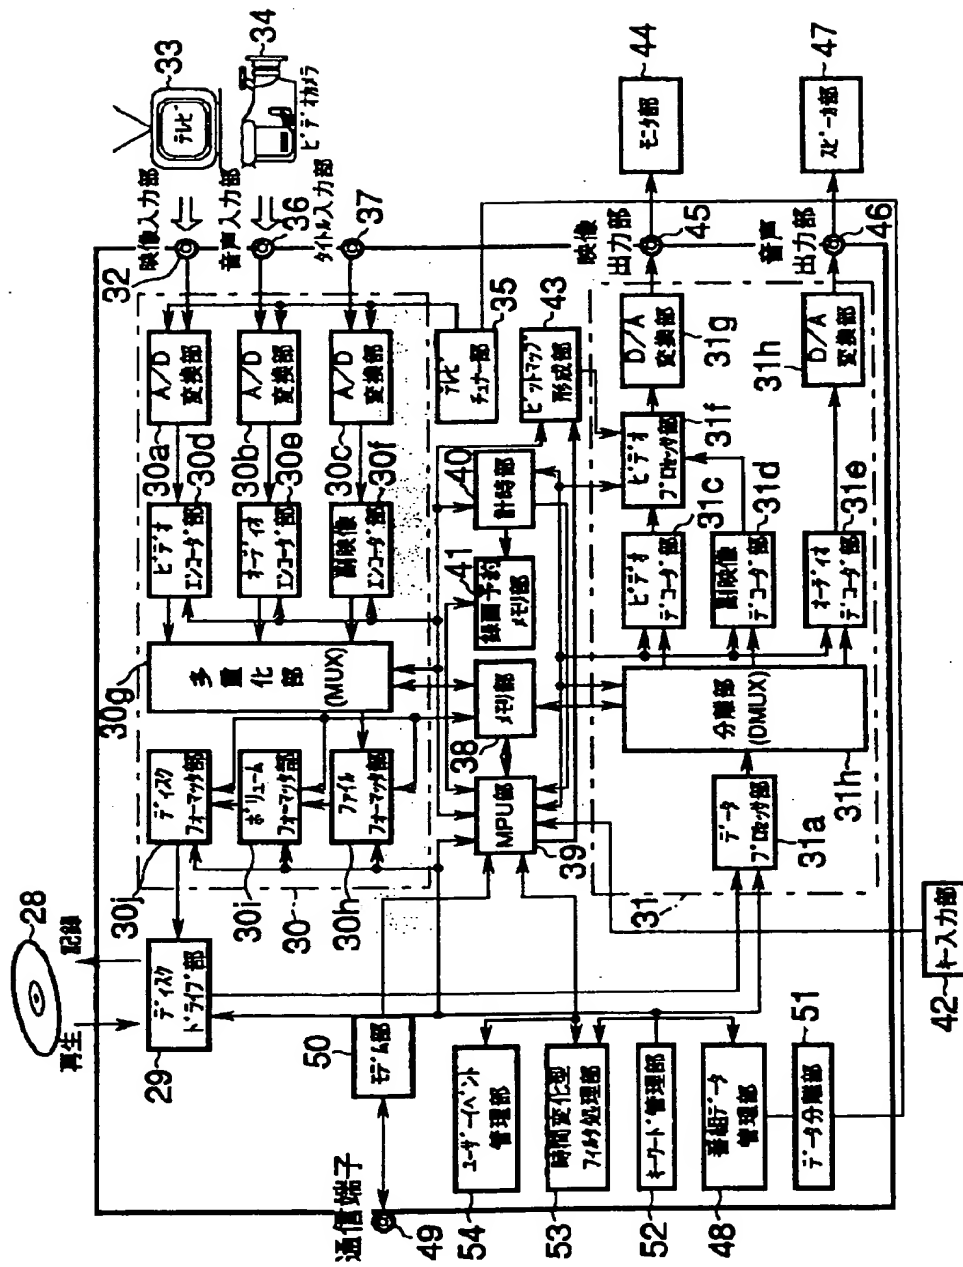 28
記録
再生
ディスク
ドライブ部
29
映像入力部
32
テレビ
33
音声入力部
36
ビデオカメラ
34
タイトル入力部
37
A/D
変換部
30a
A/D
変換部
30b
A/D
変換部
30c
ビデオ
エンコーダ部
30d
オーディオ
エンコーダ部
30e
副映像
エンコーダ部
30f
多重化部
(MUX)
30g
ディスク
フォーマッタ部
30j
ボリューム
フォーマッタ部
30i
ファイル
フォーマッタ部
30h
30
テレビ
チュナー部
35
ビットマップ
形成部
43
計時部
40
録画予約
メモリ部
41
メモリ部
38
MPU部
39
モデム部
50
通信端子
49
ユーザーイベント
管理部
54
時間変化型
フィルタ処理部
53
キーワード管理部
52
番組データ
管理部
48
データ分離部
51
キー入力部
42
映像
出力部
45
モニタ部
44
音声
出力部
46
スピーカ部
47
D/A
変換部
31g
D/A
変換部
31h
ビデオ
プロセッサ部
31f
ビデオ
デコーダ部
31c
副映像
デコーダ部
31d
オーディオ
デコーダ部
31e
分離部
(DMUX)
31h
データ
プロセッサ部
31a
31